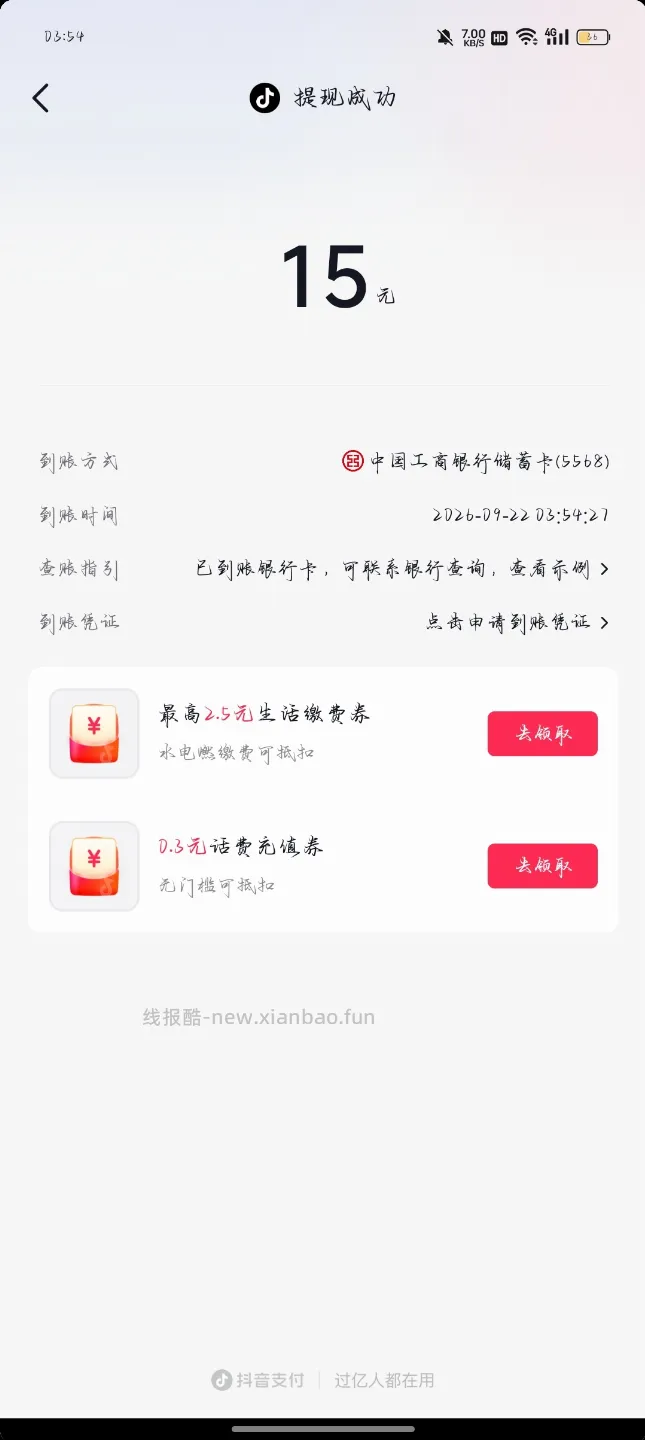 03:54
7.00 KB/S HD 4G 36
提现成功
15元
到账方式 中国工商银行储蓄卡(5568)
到账时间 2026-09-22 03:54:27
查账指引 已到账银行卡，可联系银行查询，查看示例
到账凭证 点击申请到账凭证
最高2.5元生活缴费券
水电燃缴费可抵扣
去领取
0.3元话费充值券
无门槛可抵扣
去领取
线报酷-new.xianbao.fun
抖音支付 过亿人都在用